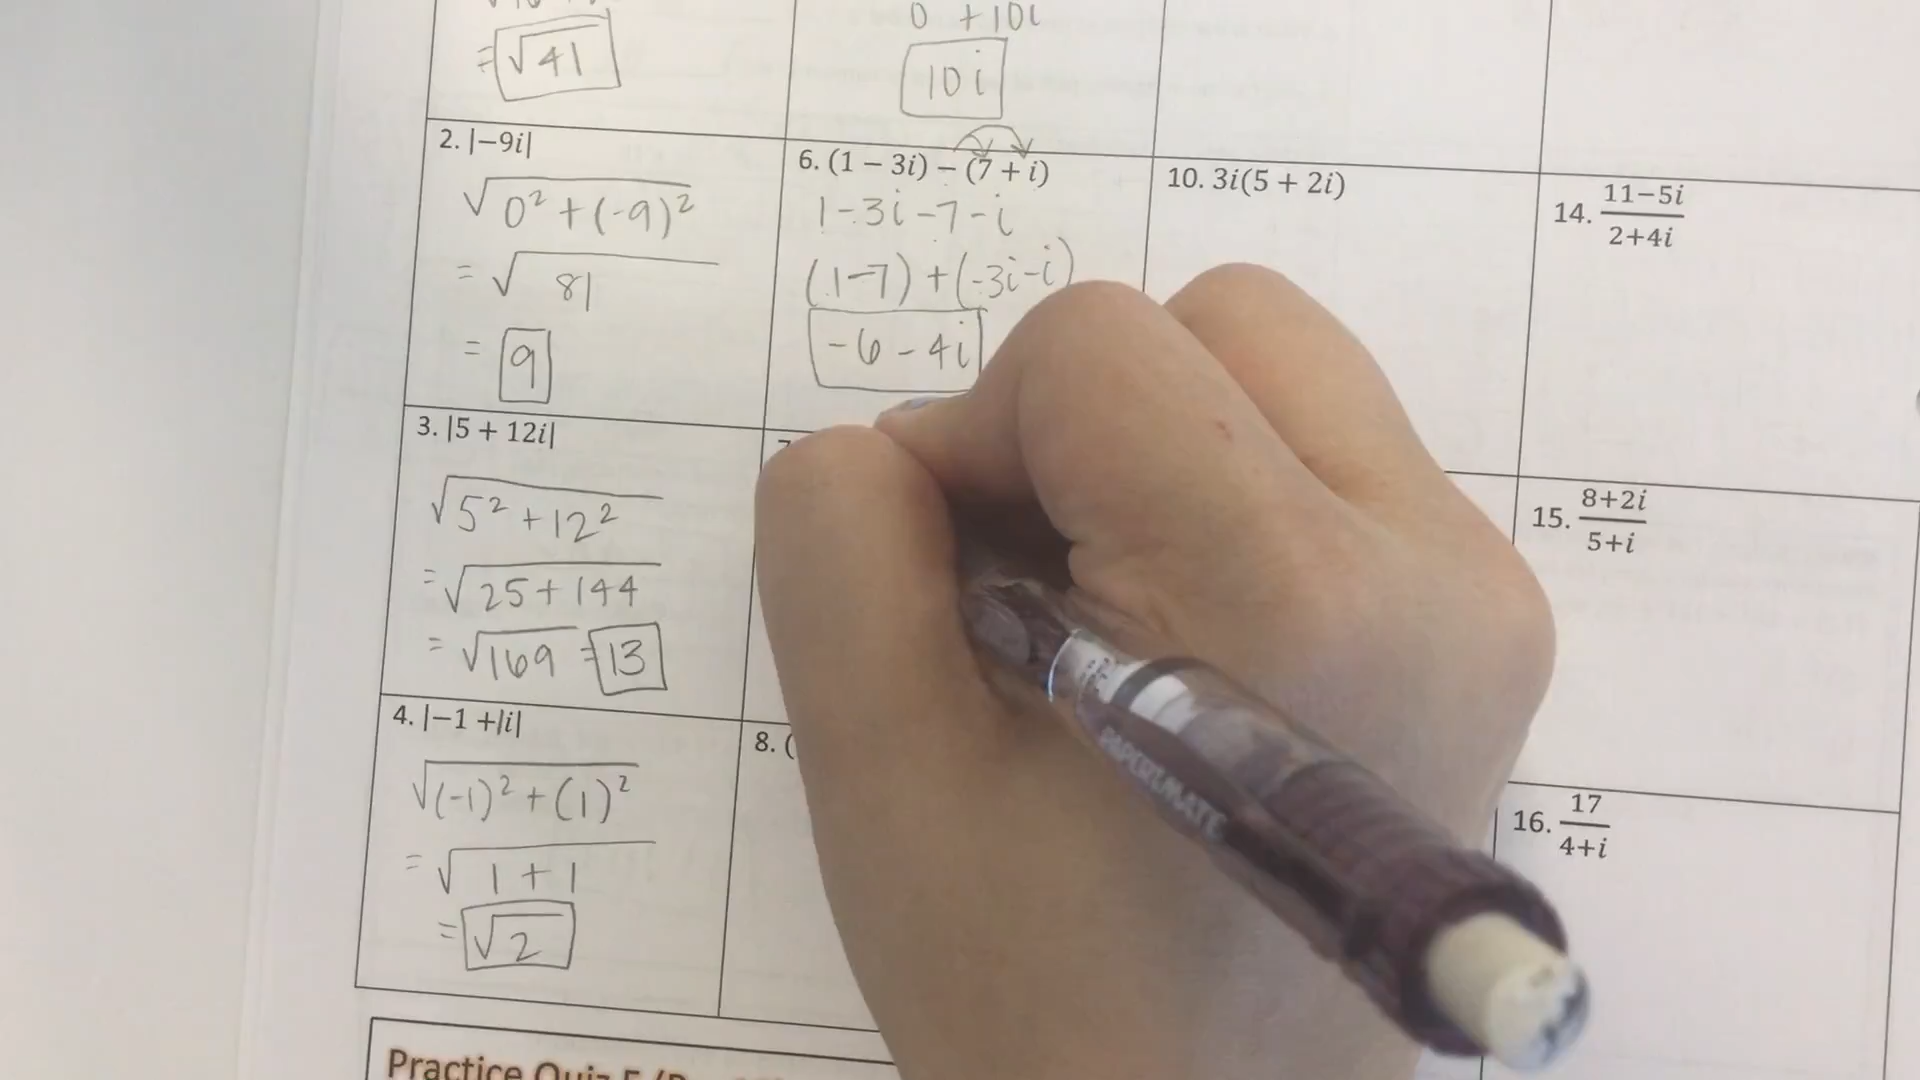 = √41
0 + 10i
10i
2. |−9i|
√0² + (-9)²
= √ 81
= 9
3. |5 + 12i|
√5² + 12²
= √25 + 144
= √169 = 13
4. |−1 + |i|
√(-1)² + (1)²
= √ 1 + 1
= √2
6. (1 − 3i) − (7 + i)
1 - 3i - 7 - i
(1-7) + (-3i-i)
-6 - 4i
8. (
10. 3i(5 + 2i)
14. 11−5i
2+4i
15. 8+2i
5+i
16. 17
4+i
PAPERMATE
Practice Quiz